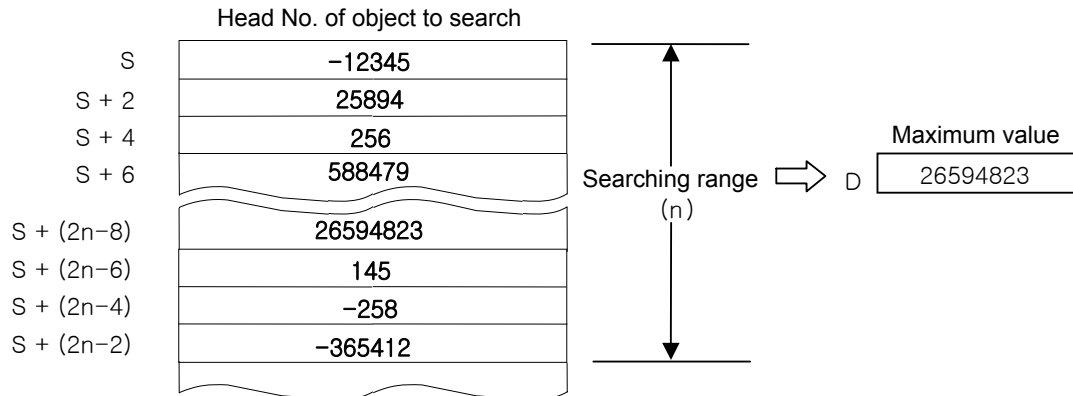 Head No. of object to search
S -12345
S + 2 25894
S + 4 256
S + 6 588479
S + (2n-8) 26594823
S + (2n-6) 145
S + (2n-4) -258
S + (2n-2) -365412
Searching range
(n)
Maximum value
D 26594823